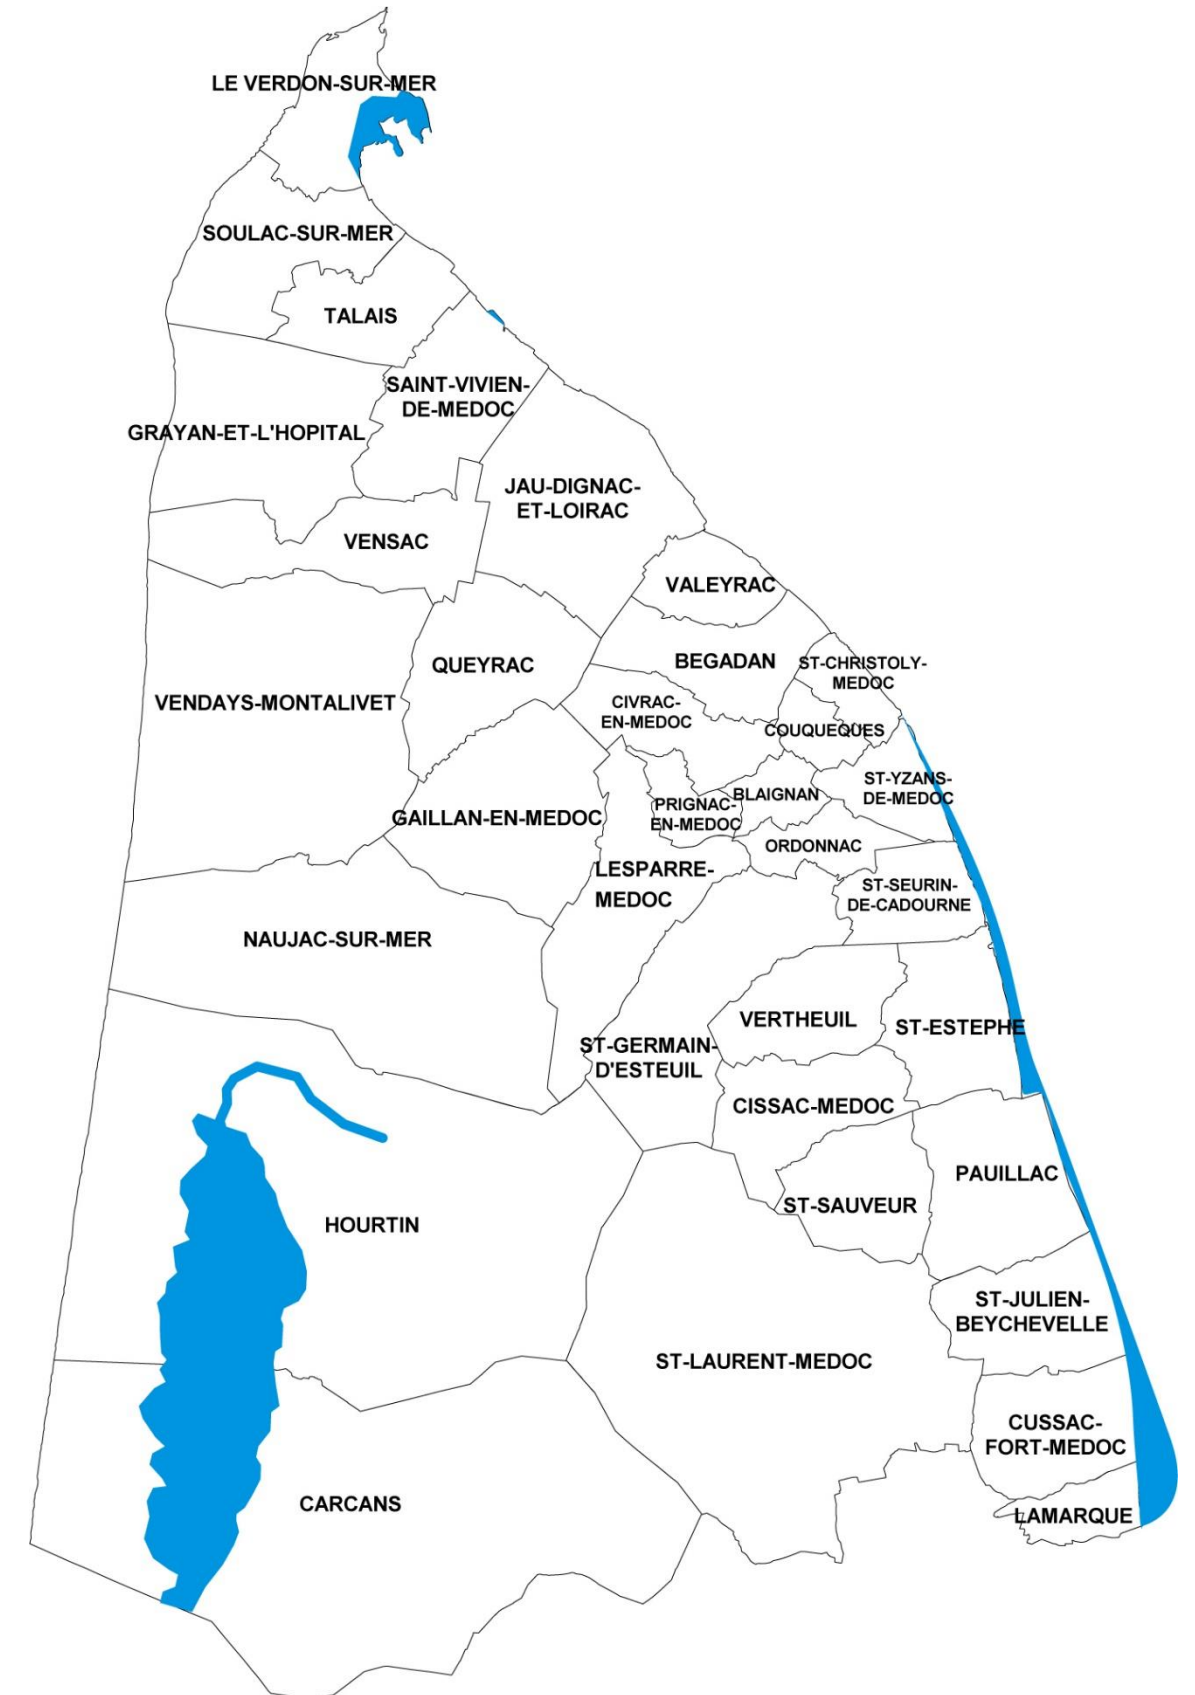 LE VERDON-SUR-MER
SOULAC-SUR-MER
TALAIS
SAINT-VIVIEN-
DE-MEDOC
GRAYAN-ET-L'HOPITAL
JAU-DIGNAC-
ET-LOIRAC
VENSAC
VALEYRAC
QUEYRAC
BEGADAN
ST-CHRISTOLY-
MEDOC
VENDAYS-MONTALIVET
CIVRAC-
EN-MEDOC
COUQUEQUES
GAILLAN-EN-MEDOC
PRIGNAC-
EN-MEDOC
BLAIGNAN
ST-YZANS-
DE-MEDOC
ORDONNAC
LESPARRE-
MEDOC
ST-SEURIN-
DE-CADOURNE
NAUJAC-SUR-MER
VERTHEUIL
ST-ESTEPHE
ST-GERMAIN-
D'ESTEUIL
CISSAC-MEDOC
PAUILLAC
ST-SAUVEUR
HOURTIN
ST-JULIEN-
BEYCHEVELLE
ST-LAURENT-MEDOC
CUSSAC-
FORT-MEDOC
CARCANS
LAMARQUE